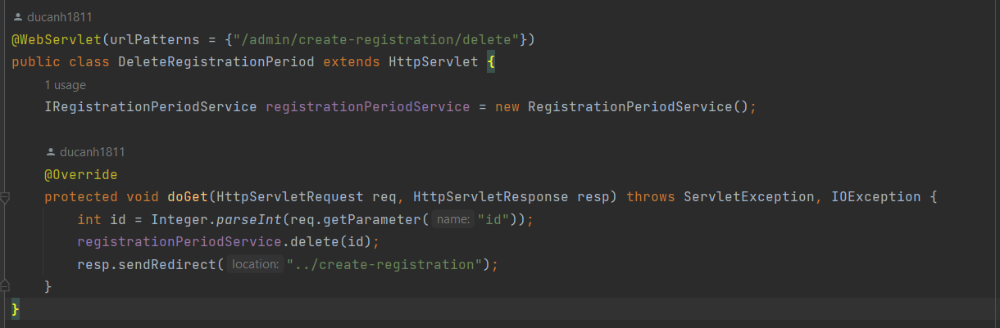 ducanh1811
@WebServlet(urlPatterns = {"/admin/create-registration/delete"})
public class DeleteRegistrationPeriod extends HttpServlet {
1 usage
IRegistrationPeriodService registrationPeriodService = new RegistrationPeriodService();
ducanh1811
@Override
protected void doGet(HttpServletRequest req, HttpServletResponse resp) throws ServletException, IOException {
int id = Integer.parseInt(req.getParameter( name: "id"));
registrationPeriodService.delete(id);
resp.sendRedirect( location: "../create-registration");
}
}